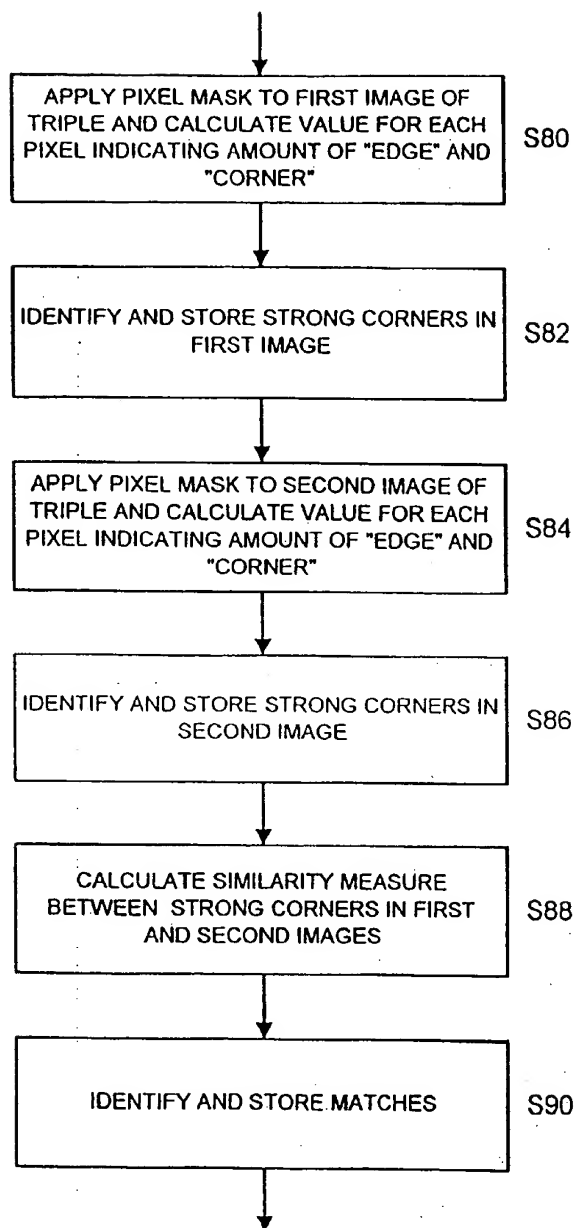 APPLY PIXEL MASK TO FIRST IMAGE OF
TRIPLE AND CALCULATE VALUE FOR EACH
PIXEL INDICATING AMOUNT OF "EDGE" AND
"CORNER"
S80
IDENTIFY AND STORE STRONG CORNERS IN
FIRST IMAGE
S82
APPLY PIXEL MASK TO SECOND IMAGE OF
TRIPLE AND CALCULATE VALUE FOR EACH
PIXEL INDICATING AMOUNT OF "EDGE" AND
"CORNER"
S84
IDENTIFY AND STORE STRONG CORNERS IN
SECOND IMAGE
S86
CALCULATE SIMILARITY MEASURE
BETWEEN STRONG CORNERS IN FIRST
AND SECOND IMAGES
S88
IDENTIFY AND STORE MATCHES
S90